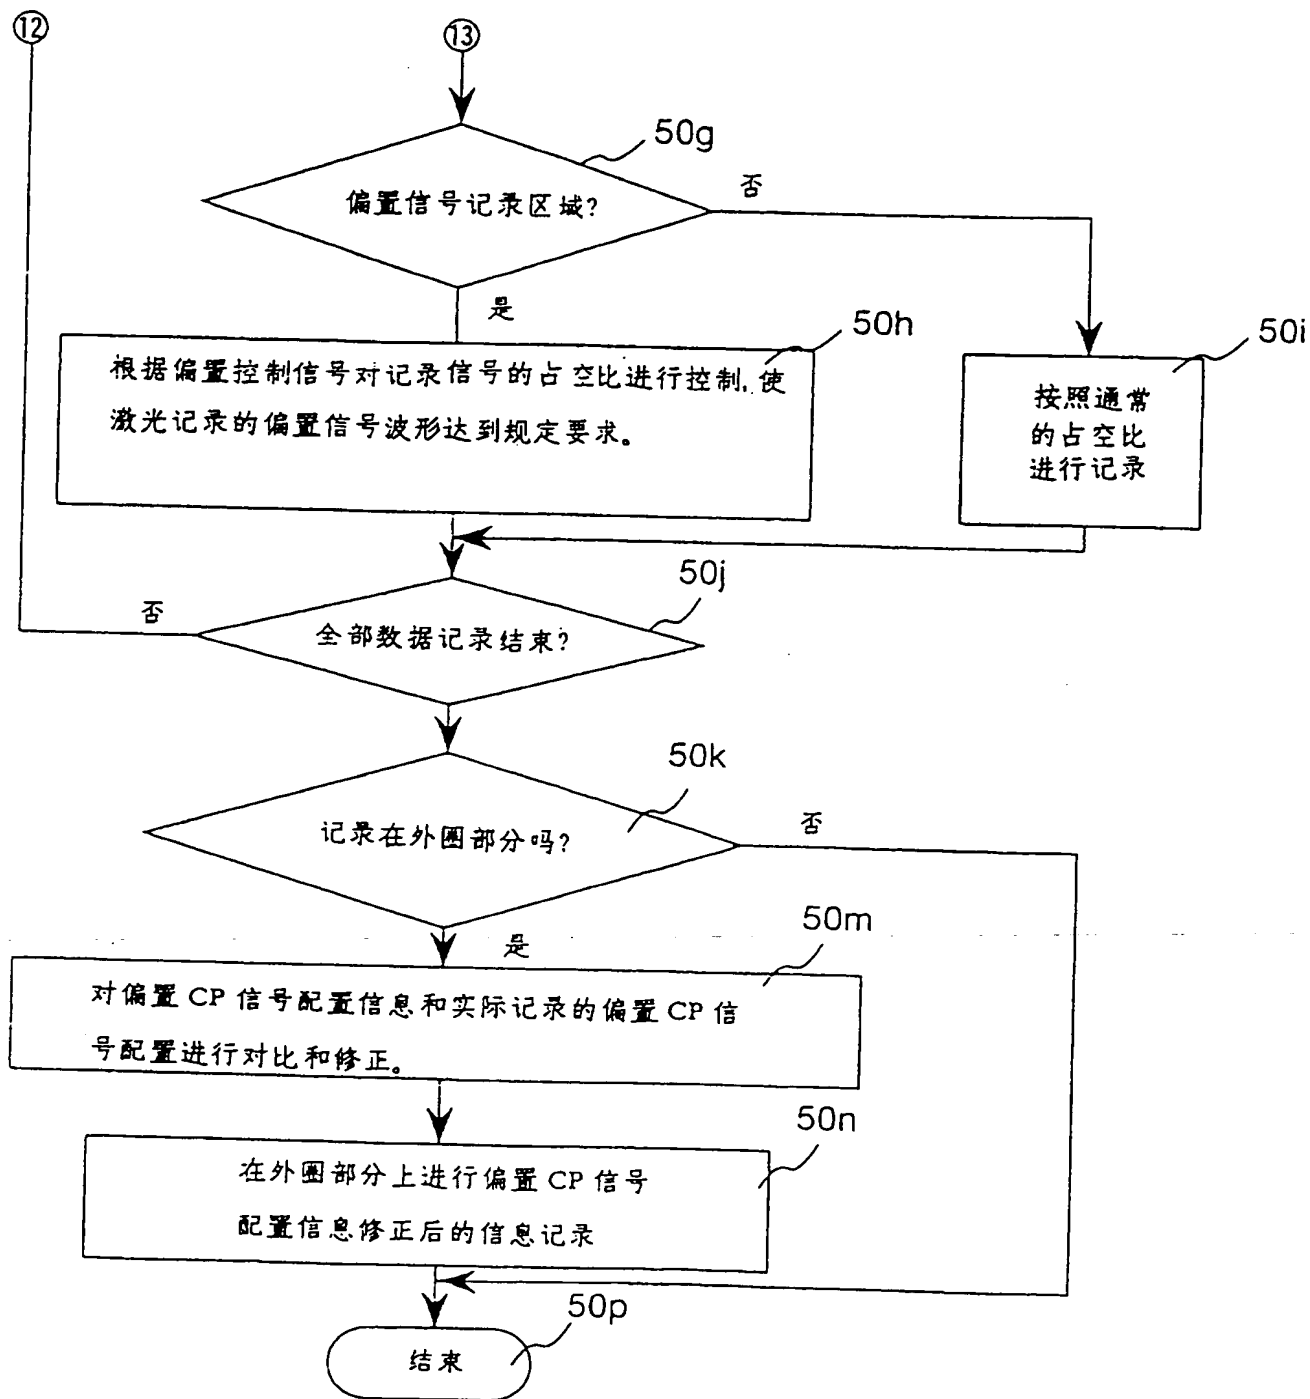 ⑫
⑬
50g
偏置信号记录区域?
否
是
50h
50i
根据偏置控制信号对记录信号的占空比进行控制,使
激光记录的偏置信号波形达到规定要求。
按照通常
的占空比
进行记录
50j
否
全部数据记录结束?
50k
记录在外圈部分吗?
否
是
50m
对偏置 CP 信号配置信息和实际记录的偏置 CP 信
号配置进行对比和修正。
50n
在外圈部分上进行偏置 CP 信号
配置信息修正后的信息记录
50p
结束